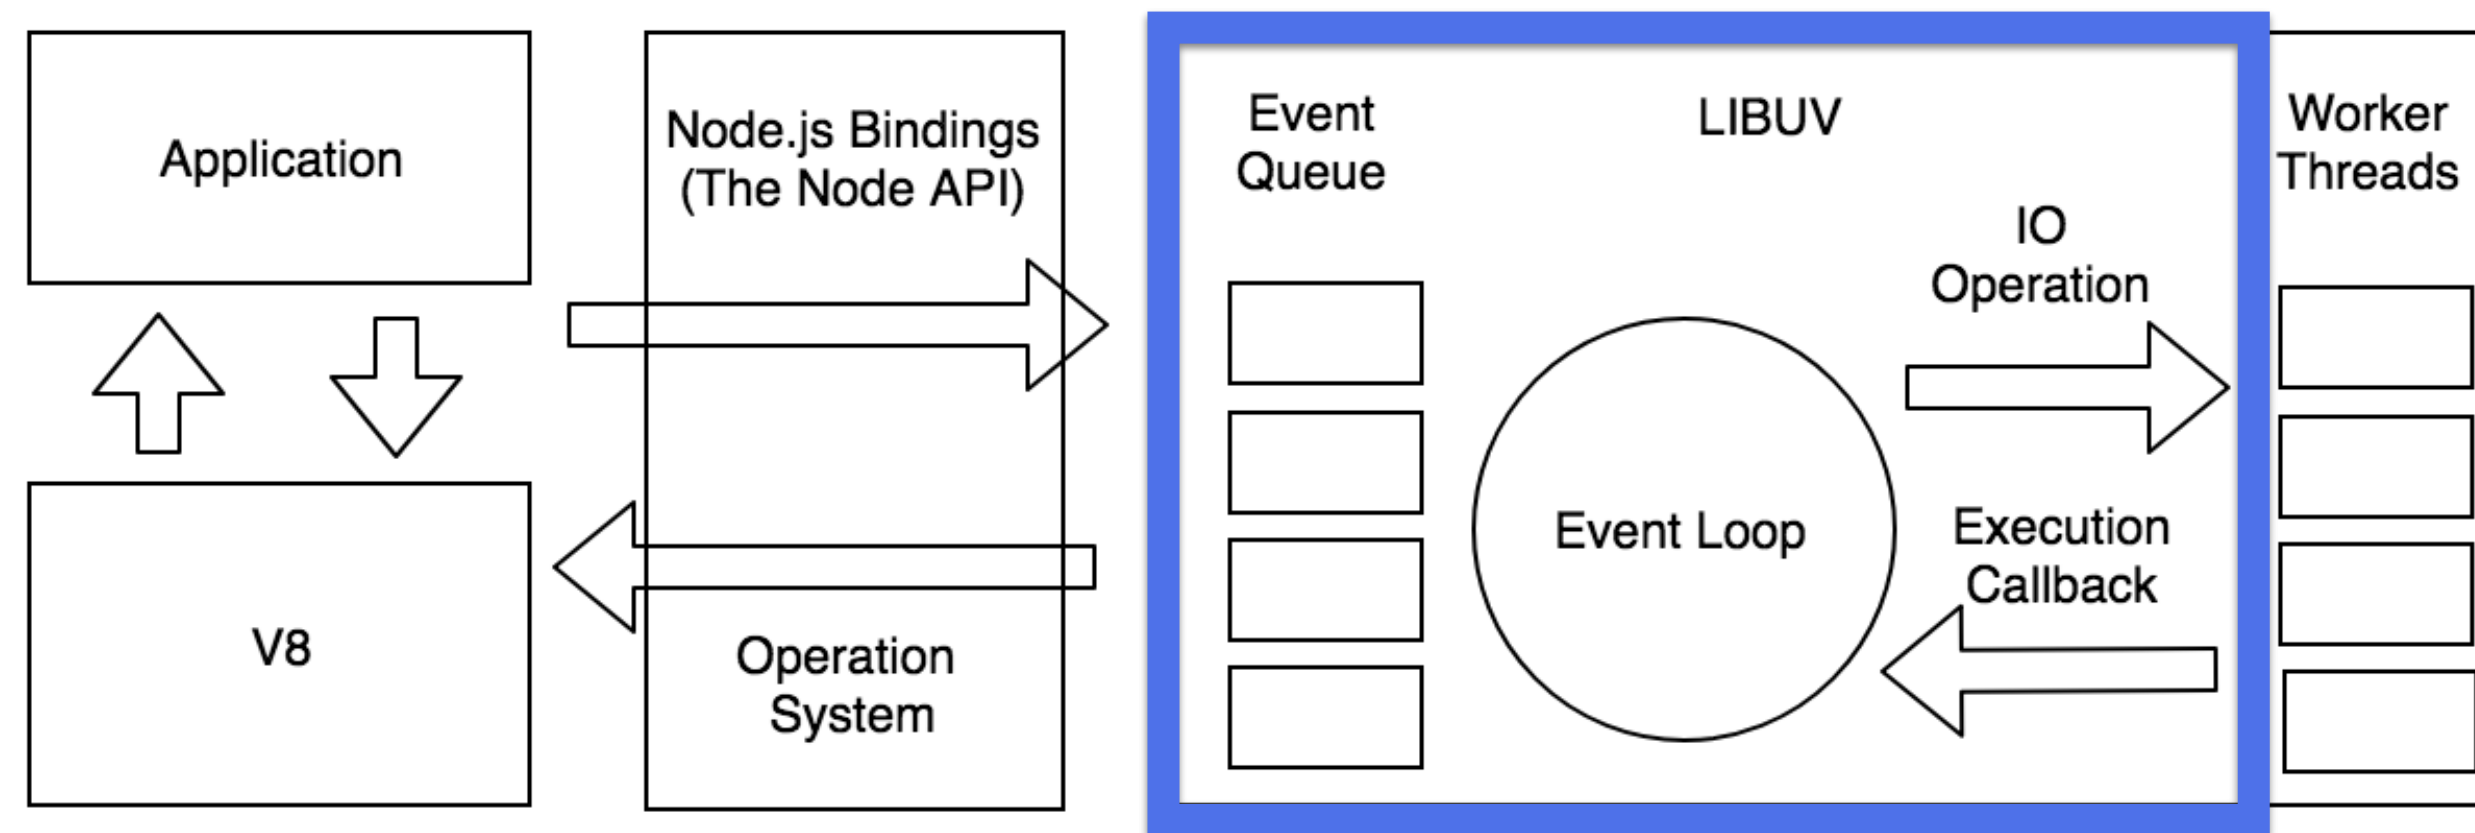 Application
V8
Node.js Bindings
(The Node API)
Operation
System
Event
Queue
LIBUV
IO
Operation
Event Loop
Execution
Callback
Worker
Threads